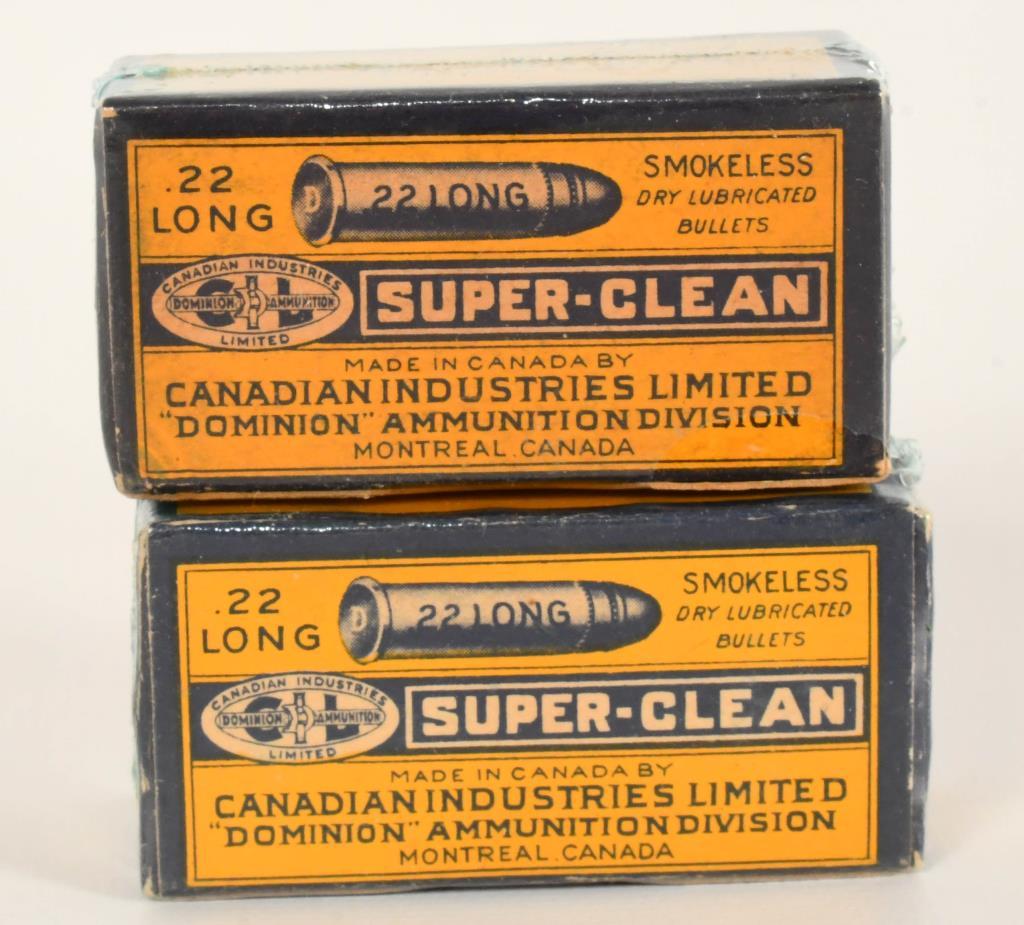 .22
LONG
D
22 LONG
SMOKELESS
DRY LUBRICATED
BULLETS
CANADIAN INDUSTRIES
CIL
DOMINION AMMUNITION
LIMITED
SUPER-CLEAN
MADE IN CANADA BY
CANADIAN INDUSTRIES LIMITED
"DOMINION" AMMUNITION DIVISION
MONTREAL, CANADA
.22
LONG
D
.22 LONG
SMOKELESS
DRY LUBRICATED
BULLETS
CANADIAN INDUSTRIES
CIL
DOMINION AMMUNITION
LIMITED
SUPER-CLEAN
MADE IN CANADA BY
CANADIAN INDUSTRIES LIMITED
"DOMINION" AMMUNITION DIVISION
MONTREAL, CANADA